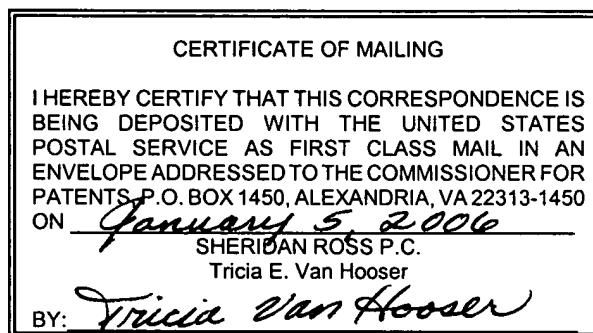 CERTIFICATE OF MAILING
I HEREBY CERTIFY THAT THIS CORRESPONDENCE IS
BEING DEPOSITED WITH THE UNITED STATES
POSTAL SERVICE AS FIRST CLASS MAIL IN AN
ENVELOPE ADDRESSED TO THE COMMISSIONER FOR
PATENTS, P.O. BOX 1450, ALEXANDRIA, VA 22313-1450
ON January 5, 2006
SHERIDAN ROSS P.C.
Tricia E. Van Hooser
BY: Tricia Van Hooser